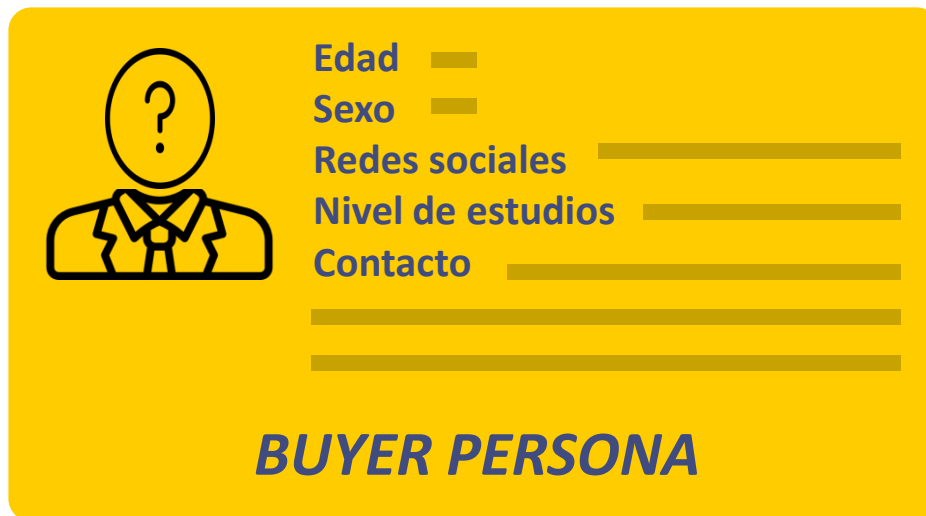 Edad
Sexo
Redes sociales
Nivel de estudios
Contacto
BUYER PERSONA